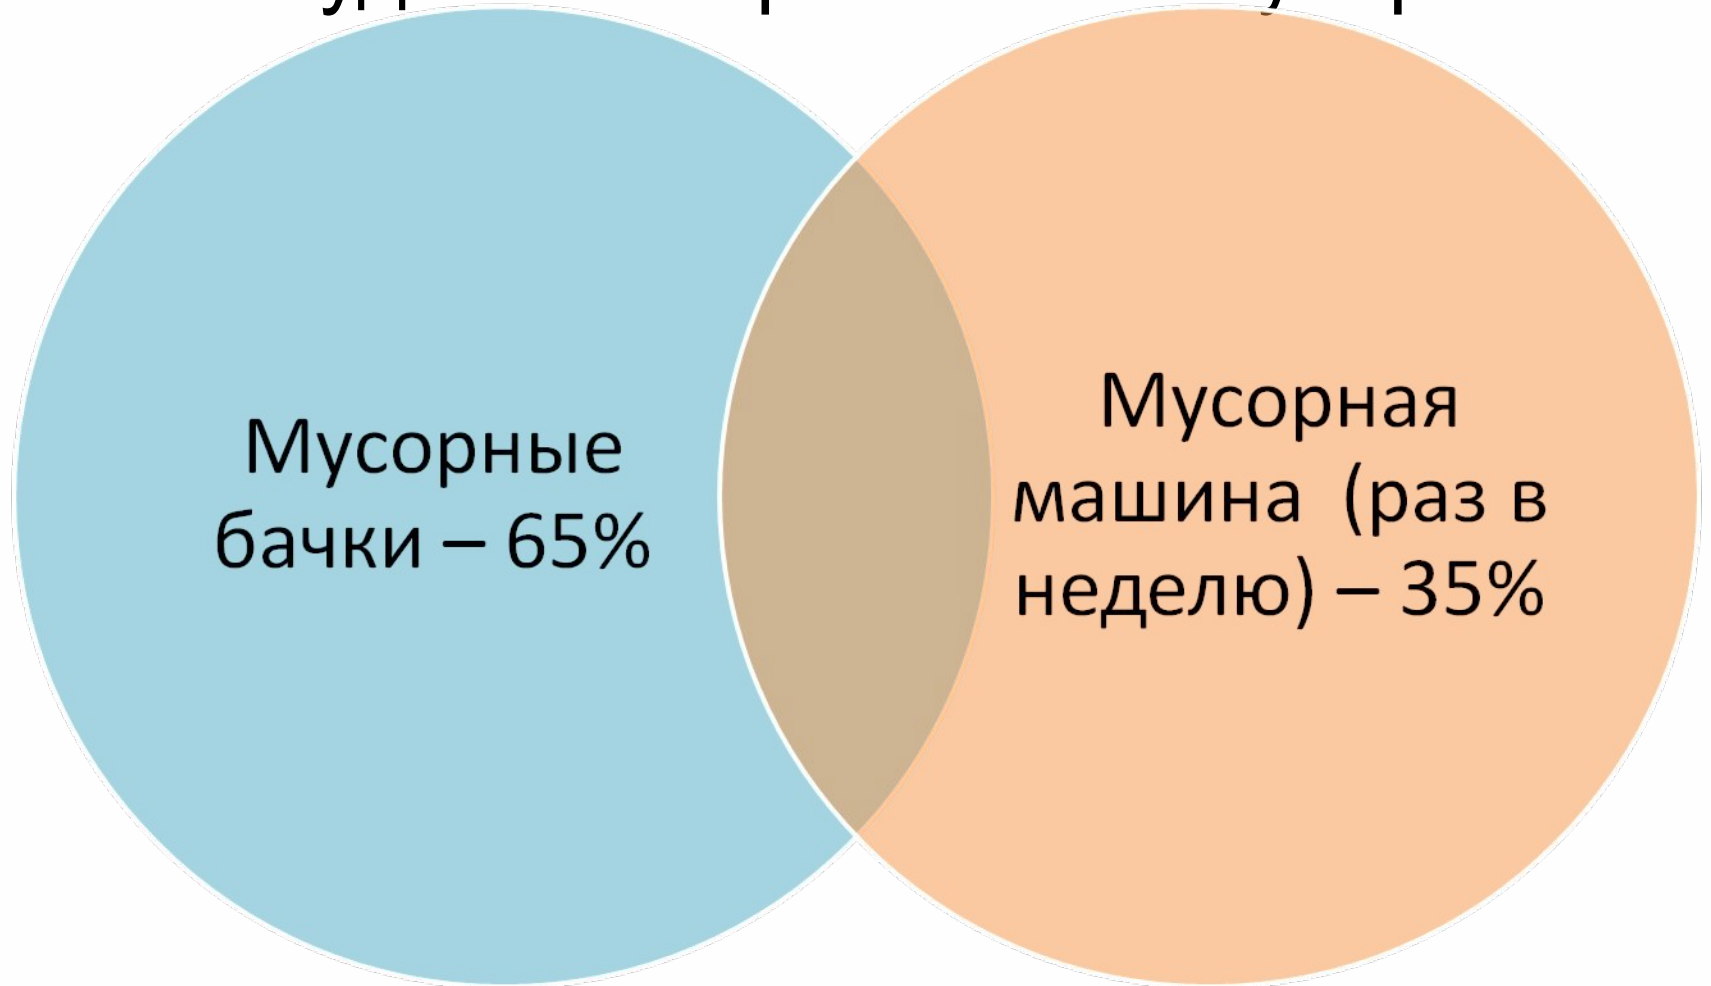 Мусорные
бачки – 65%
Мусорная
машина (раз в
неделю) – 35%